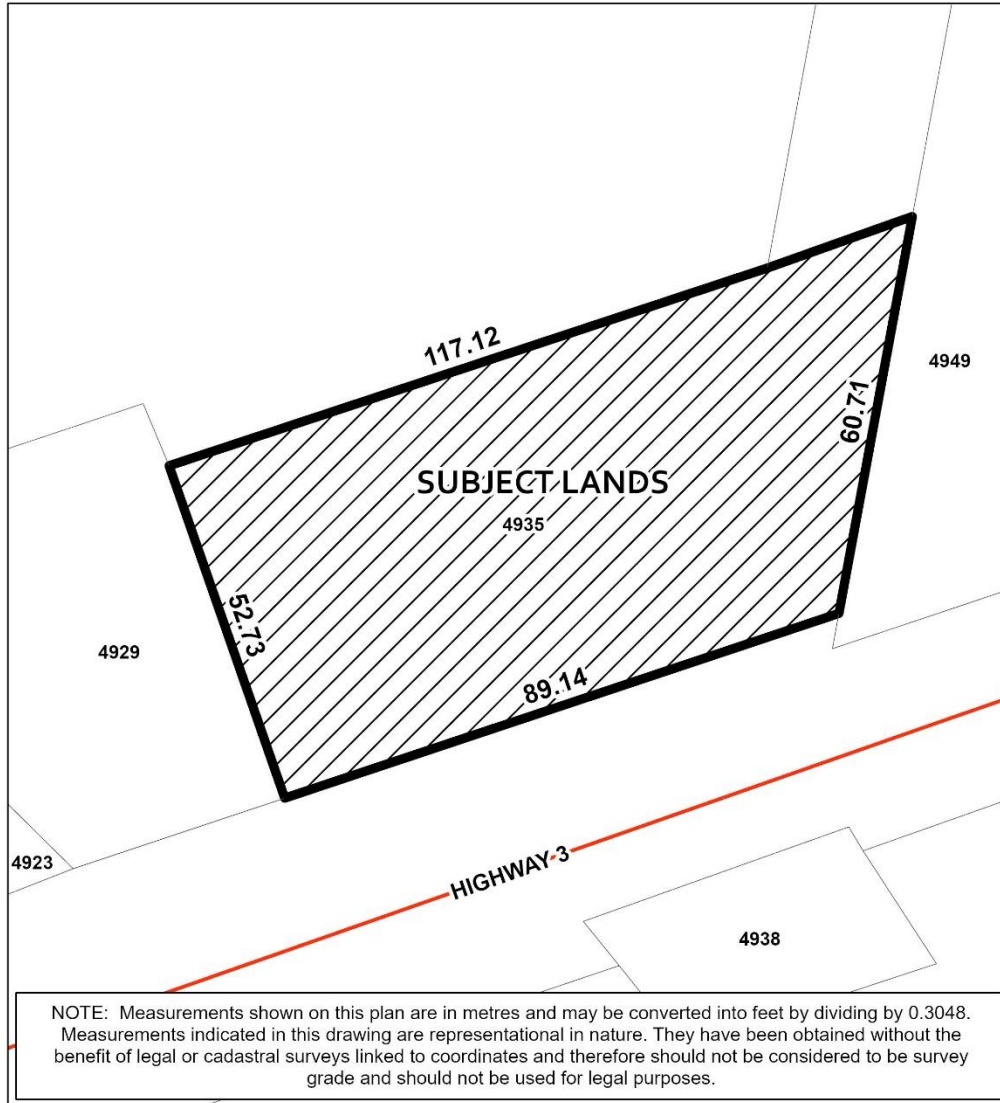 117.12
4949
60.71
SUBJECT LANDS
4935
52.73
4929
89.14
4923
HIGHWAY 3
4938
NOTE: Measurements shown on this plan are in metres and may be converted into feet by dividing by 0.3048.
Measurements indicated in this drawing are representational in nature. They have been obtained without the
benefit of legal or cadastral surveys linked to coordinates and therefore should not be considered to be survey
grade and should not be used for legal purposes.